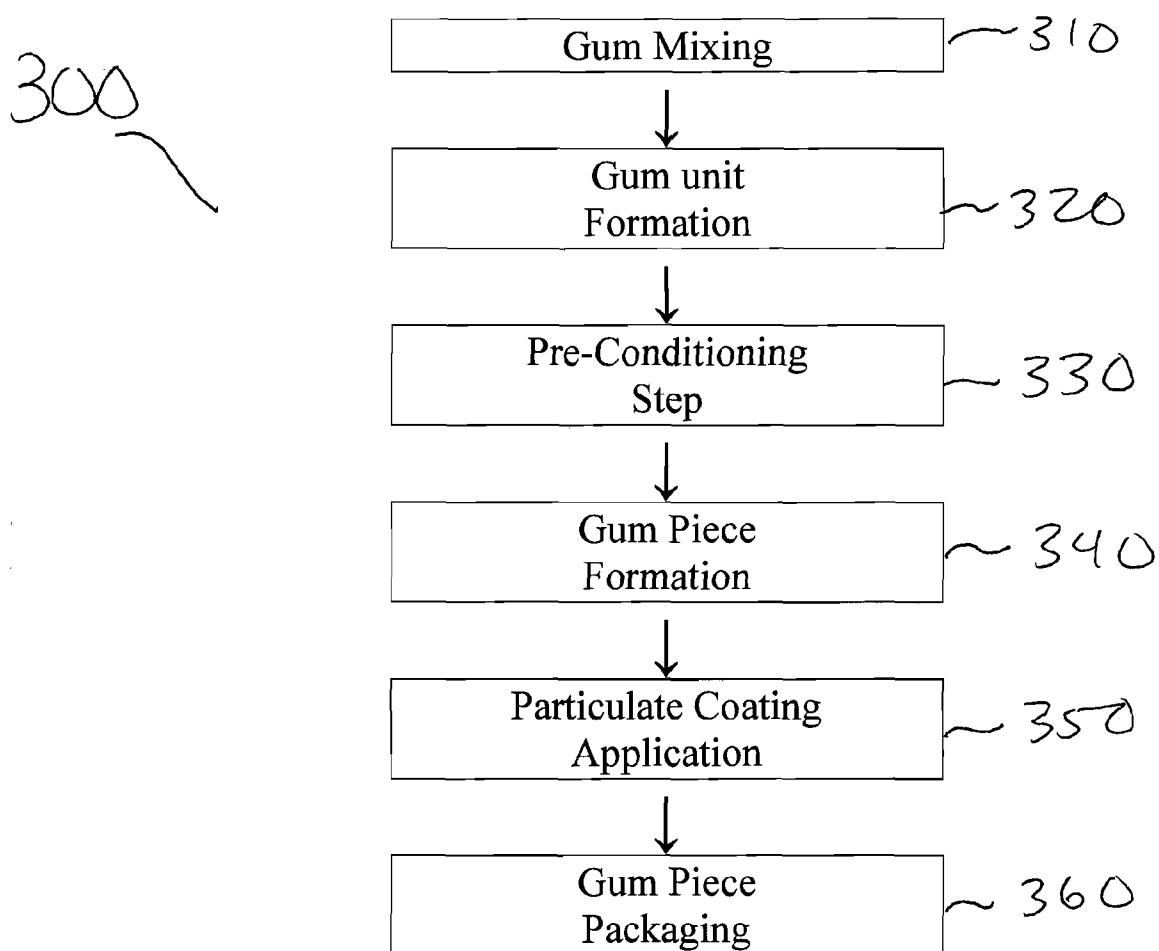 300
Gum Mixing
310
Gum unit
Formation
320
Pre-Conditioning
Step
330
Gum Piece
Formation
340
Particulate Coating
Application
350
Gum Piece
Packaging
360